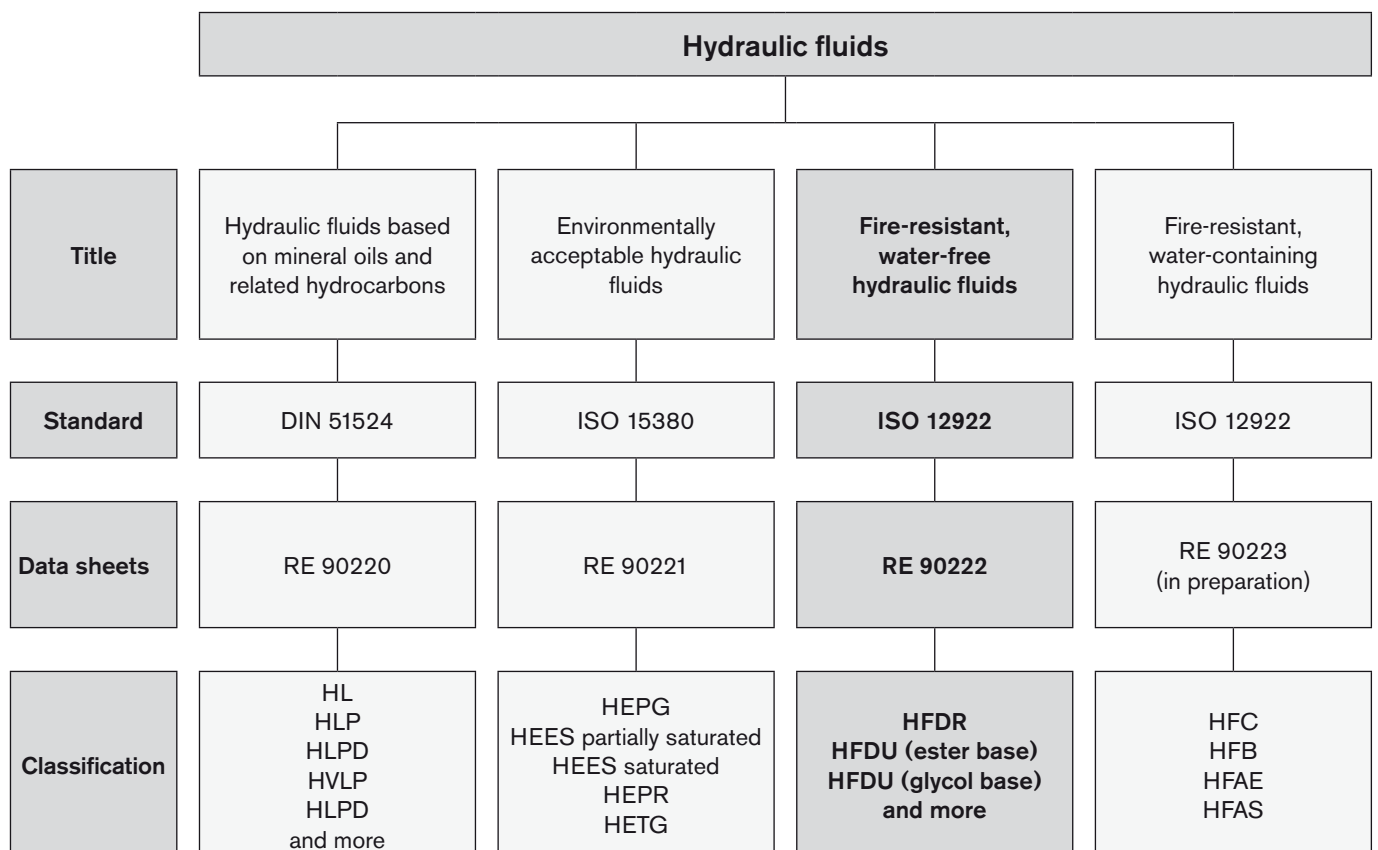 Hydraulic fluids
Title
Hydraulic fluids based
on mineral oils and
related hydrocarbons
Environmentally
acceptable hydraulic
fluids
Fire-resistant,
water-free
hydraulic fluids
Fire-resistant,
water-containing
hydraulic fluids
Standard
DIN 51524
ISO 15380
ISO 12922
ISO 12922
Data sheets
RE 90220
RE 90221
RE 90222
RE 90223
(in preparation)
Classification
HL
HLP
HLPD
HVLP
HLPD
and more
HEPG
HEES partially saturated
HEES saturated
HEPR
HETG
HFDR
HFDU (ester base)
HFDU (glycol base)
and more
HFC
HFB
HFAE
HFAS